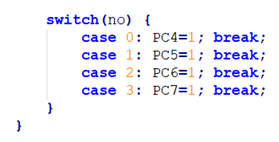 switch(no) {
case 0: PC4=1; break;
case 1: PC5=1; break;
case 2: PC6=1; break;
case 3: PC7=1; break;
}
}